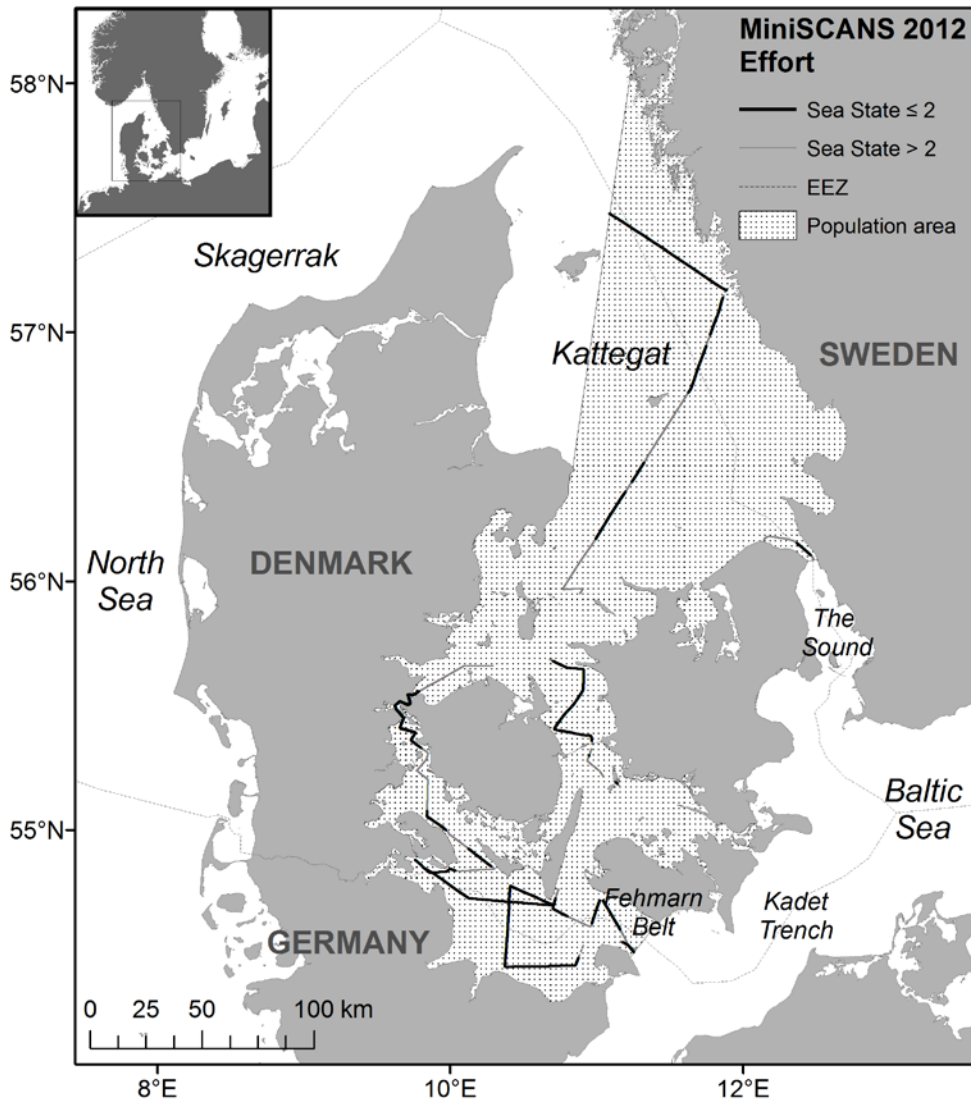 MiniSCANS 2012
Effort
Sea State ≤ 2
Sea State > 2
EEZ
Population area
58°N
57°N
56°N
55°N
Skagerrak
Kattegat
SWEDEN
North
Sea
DENMARK
The
Sound
Baltic
Sea
Fehmarn
Belt
Kadet
Trench
GERMANY
0 25 50 100 km
8°E 10°E 12°E